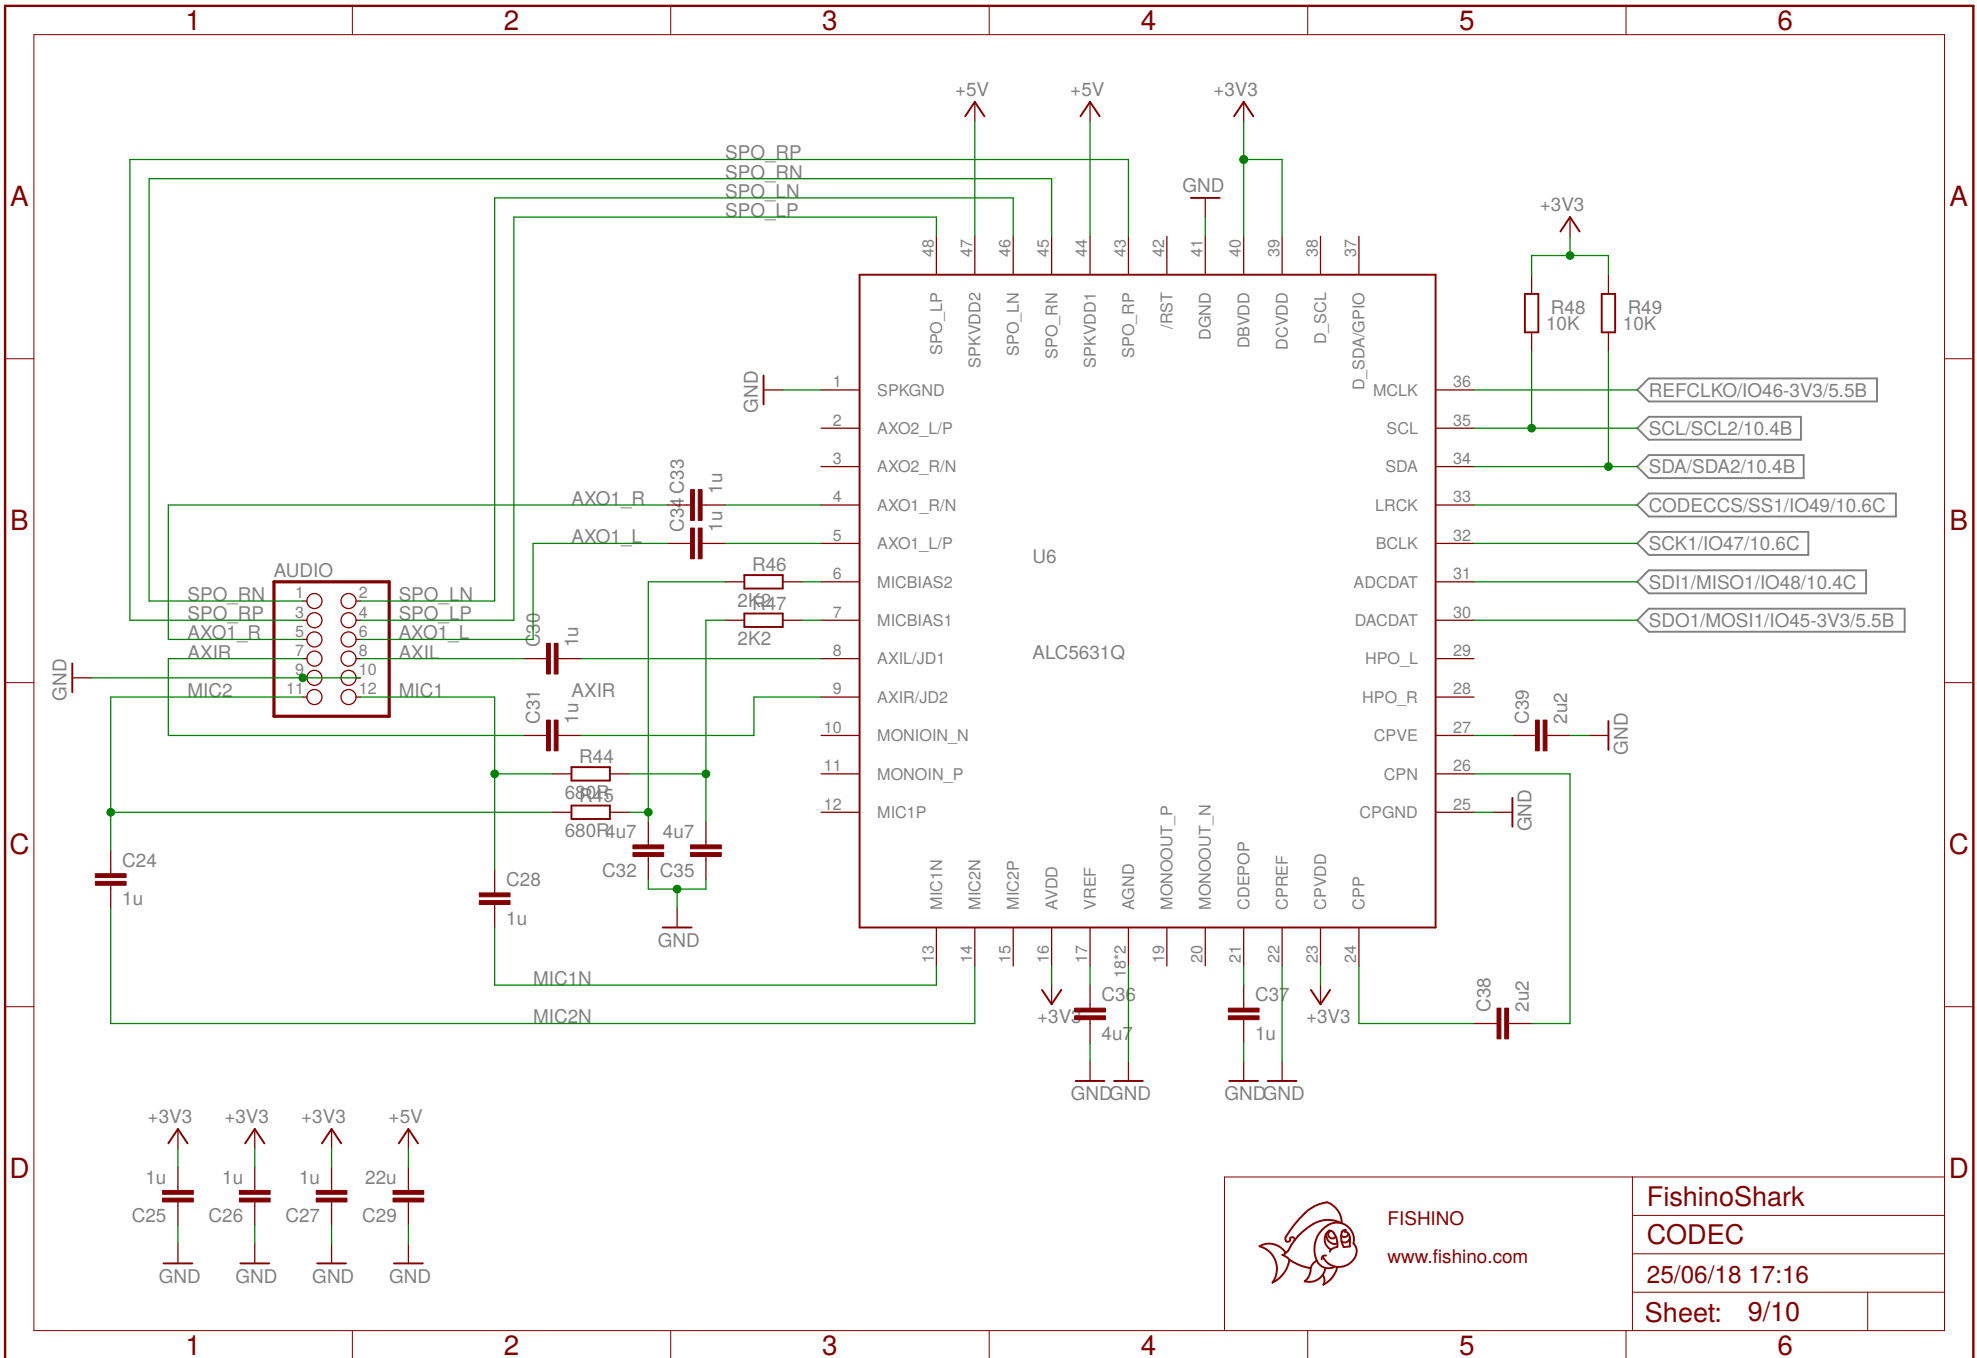 1 2 3 4 5 6
A A
B B
C C
D D
+5V
+5V
+3V3
SPO_RP
SPO_RN
SPO_LN
SPO_LP
GND
+3V3
48 47 46 45 44 43 42 41 40 39 38 37
SPO_LP
SPKVDD2
SPO_LN
SPO_RN
SPKVDD1
SPO_RP
/RST
DGND
DBVDD
DCVDD
D_SCL
D_SDA/GPIO
R48
10K
R49
10K
GND
1 SPKGND
2 AXO2_L/P
3 AXO2_R/N
4 AXO1_R/N
5 AXO1_L/P
6 MICBIAS2
7 MICBIAS1
8 AXIL/JD1
9 AXIR/JD2
10 MONIOIN_N
11 MONOIN_P
12 MIC1P
MCLK 36 REFCLKO/IO46-3V3/5.5B
SCL 35 SCL/SCL2/10.4B
SDA 34 SDA/SDA2/10.4B
LRCK 33 CODECCS/SS1/IO49/10.6C
BCLK 32 SCK1/IO47/10.6C
ADCDAT 31 SDI1/MISO1/IO48/10.4C
DACDAT 30 SDO1/MOSI1/IO45-3V3/5.5B
HPO_L 29
HPO_R 28
CPVE 27
CPN 26
CPGND 25
U6
ALC5631Q
AXO1_R
C33
1u
AXO1_L
C34
1u
R46
2K2
R47
2K2
AUDIO
SPO_RN 1 2 SPO_LN
SPO_RP 3 4 SPO_LP
AXO1_R 5 6 AXO1_L
AXIR 7 8 AXIL
GND 9 10
MIC2 11 12 MIC1
C30
1u
C31
1u
AXIR
R44
680R
R45
680R
4u7
C32
4u7
C35
GND
C24
1u
C28
1u
C39
2u2
GND
GND
MIC1N
MIC2N
MIC2P
AVDD
VREF
AGND
MONOOUT_P
MONOOUT_N
CDEPOP
CPREF
CPVDD
CPP
13 14 15 16 17 18*2 19 20 21 22 23 24
MIC1N
MIC2N
+3V3
C36
4u7
GND
GND
C37
1u
GND
GND
+3V3
C38
2u2
+3V3
1u
C25
GND
+3V3
1u
C26
GND
+3V3
1u
C27
GND
+5V
22u
C29
GND
FISHINO
www.fishino.com
FishinoShark
CODEC
25/06/18 17:16
Sheet: 9/10
1 2 3 4 5 6